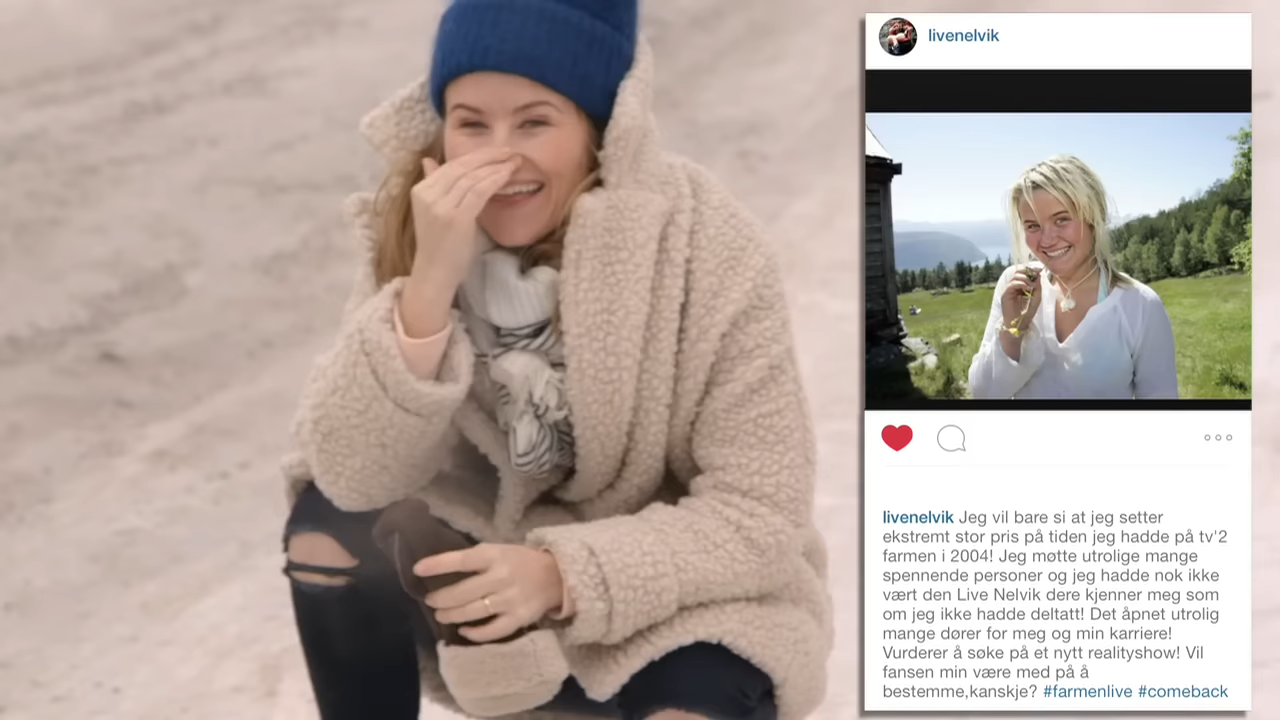 livenelvik
livenelvik Jeg vil bare si at jeg setter
ekstremt stor pris på tiden jeg hadde på tv'2
farmen i 2004! Jeg møtte utrolige mange
spennende personer og jeg hadde nok ikke
vært den Live Nelvik dere kjenner meg som
om jeg ikke hadde deltatt! Det åpnet utrolig
mange dører for meg og min karriere!
Vurderer å søke på et nytt realityshow! Vil
fansen min være med på å
bestemme,kanskje? #farmenlive #comeback